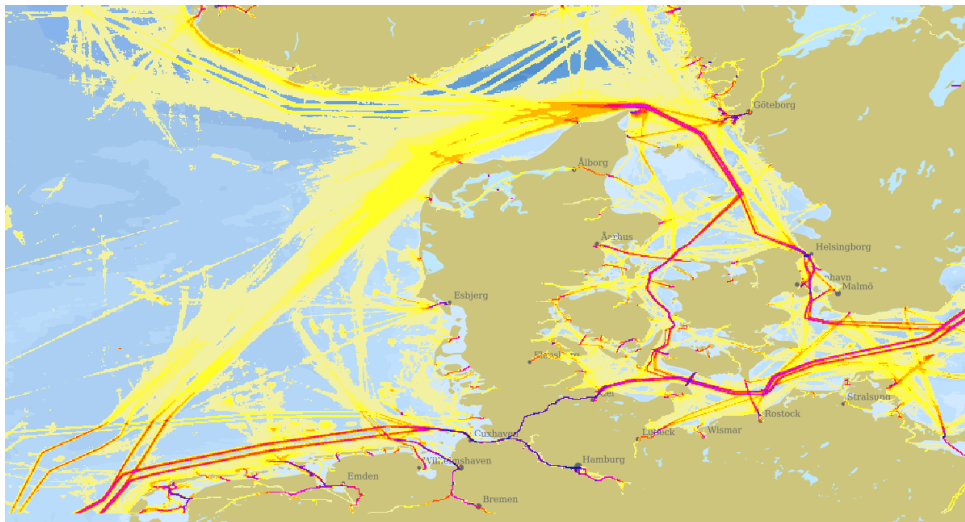 Göteborg
Ålborg
Århus
Helsingborg
Malmö
Esbjerg
Stralsund
Rostock
Wismar
Lübeck
Cuxhaven
Hamburg
Emden
Bremen